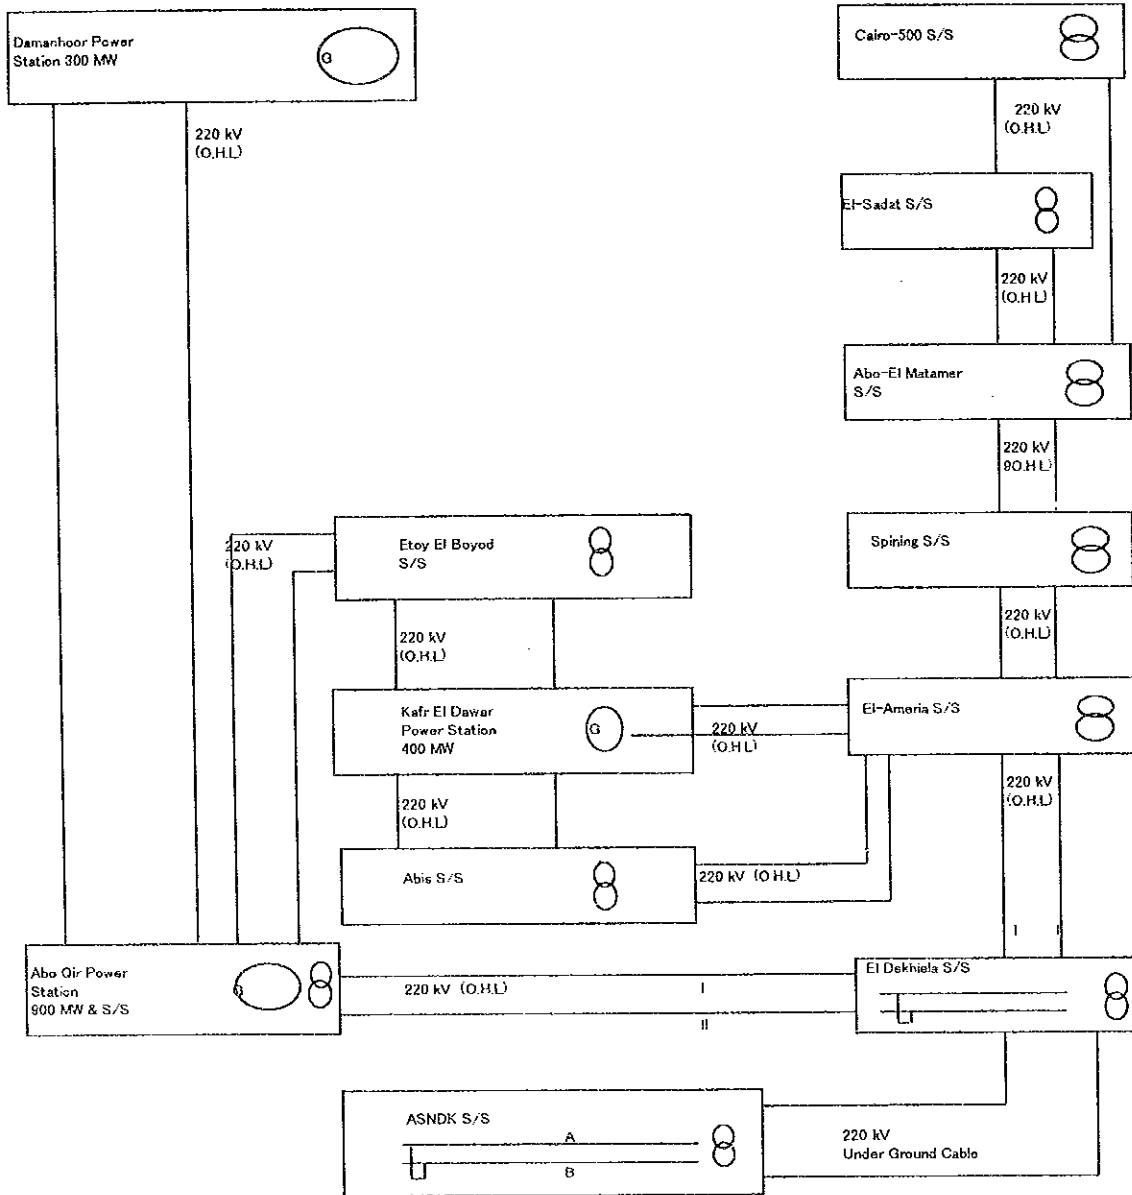 Damanhoor Power
Station 300 MW
G
220 kV
(O.H.L)
Cairo-500 S/S
220 kV
(O.H.L)
El-Sadat S/S
220 kV
(O.H.L)
Abo-El Matamer
S/S
220 kV
9O.H.L)
Spining S/S
220 kV
(O.H.L)
El-Ameria S/S
220 kV
(O.H.L)
220 kV
(O.H.L)
Etoy El Boyod
S/S
220 kV
(O.H.L)
Kafr El Dawar
Power Station
400 MW
G
220 kV
(O.H.L)
220 kV
(O.H.L)
Abis S/S
220 kV (O.H.L)
I
I
Abo Qir Power
Station
900 MW & S/S
G
220 kV (O.H.L)
I
II
El Dekhiela S/S
ASNDK S/S
A
B
220 kV
Under Ground Cable